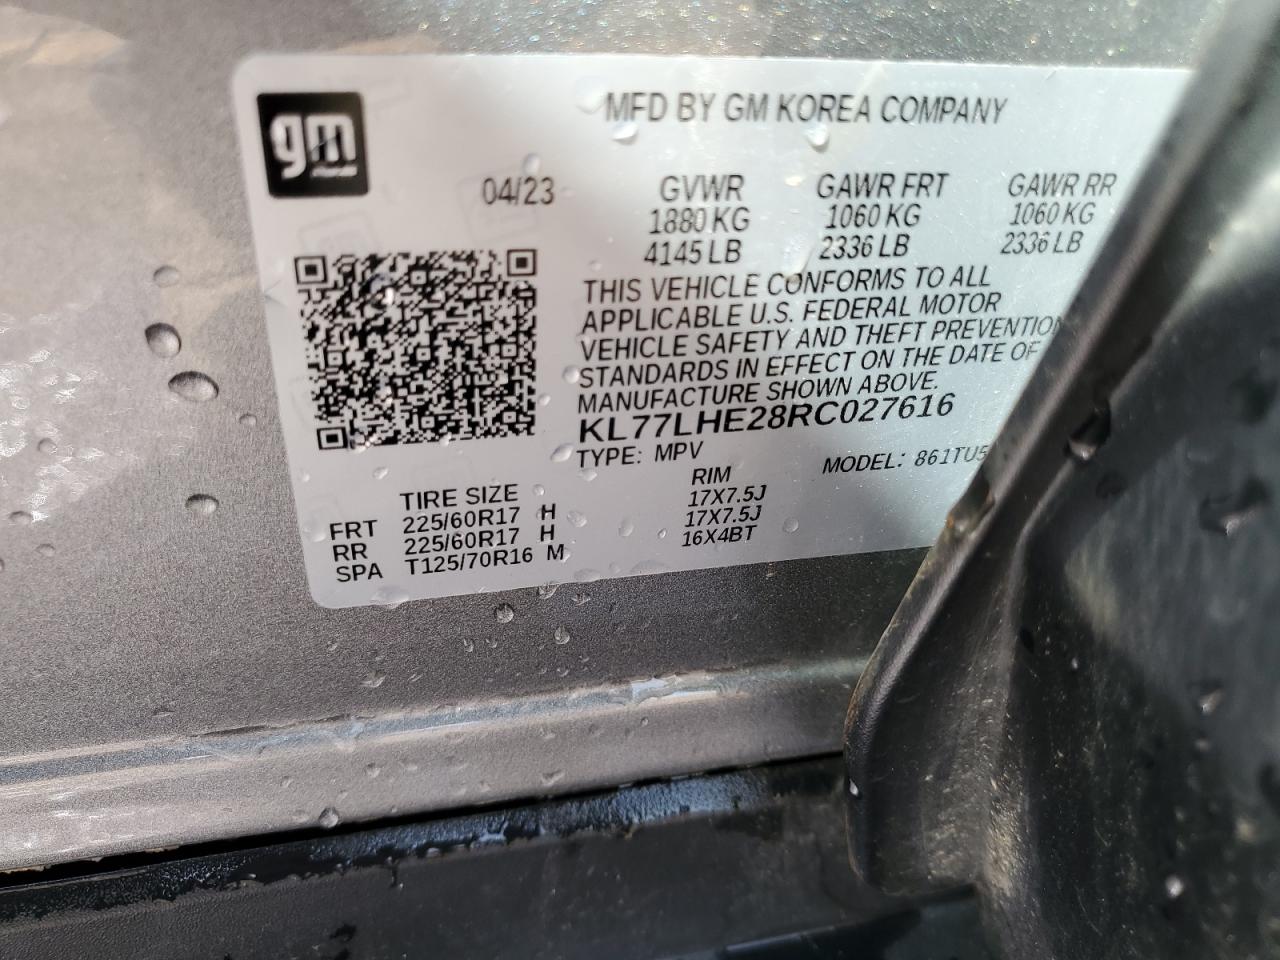 gm
MFD BY GM KOREA COMPANY
04/23 GVWR GAWR FRT GAWR RR
1880 KG 1060 KG 1060 KG
4145 LB 2336 LB 2336 LB
THIS VEHICLE CONFORMS TO ALL
APPLICABLE U.S. FEDERAL MOTOR
VEHICLE SAFETY AND THEFT PREVENTION
STANDARDS IN EFFECT ON THE DATE OF
MANUFACTURE SHOWN ABOVE.
KL77LHE28RC027616
TYPE: MPV MODEL: 861TU5
TIRE SIZE RIM
FRT 225/60R17 H 17X7.5J
RR 225/60R17 H 17X7.5J
SPA T125/70R16 M 16X4BT